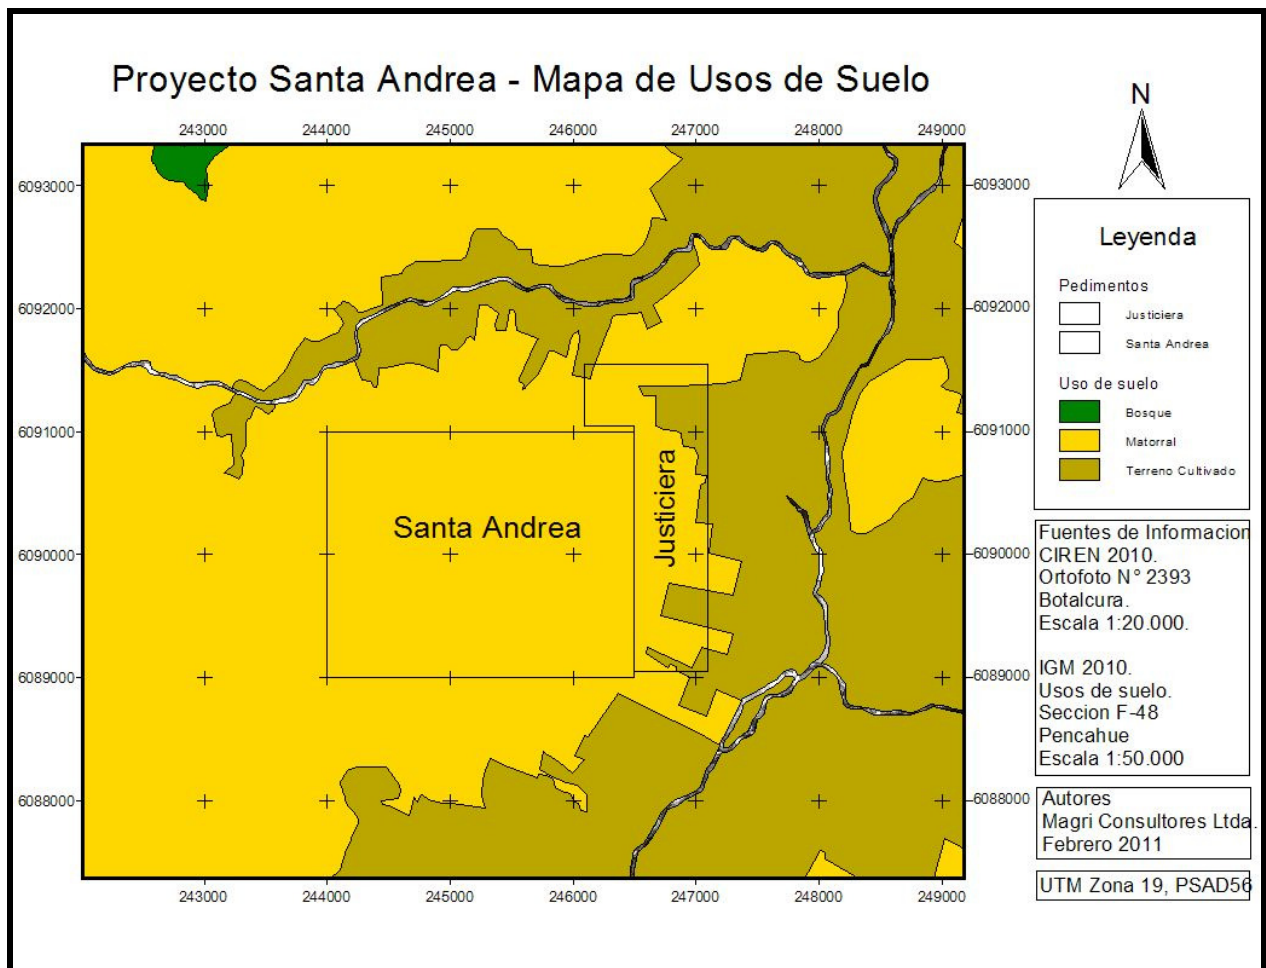 Proyecto Santa Andrea - Mapa de Usos de Suelo
N
243000 244000 245000 246000 247000 248000 249000
6093000 6093000
6092000 6092000
6091000 6091000
6090000 6090000
6089000 6089000
6088000 6088000
243000 244000 245000 246000 247000 248000 249000
Santa Andrea
Justiciera
Leyenda
Pedimentos
Justiciera
Santa Andrea
Uso de suelo
Bosque
Matorral
Terreno Cultivado
Fuentes de Informacion
CIREN 2010.
Ortofoto N° 2393
Botalcura.
Escala 1:20.000.
IGM 2010.
Usos de suelo.
Seccion F-48
Pencahue
Escala 1:50.000
Autores
Magri Consultores Ltda.
Febrero 2011
UTM Zona 19, PSAD56